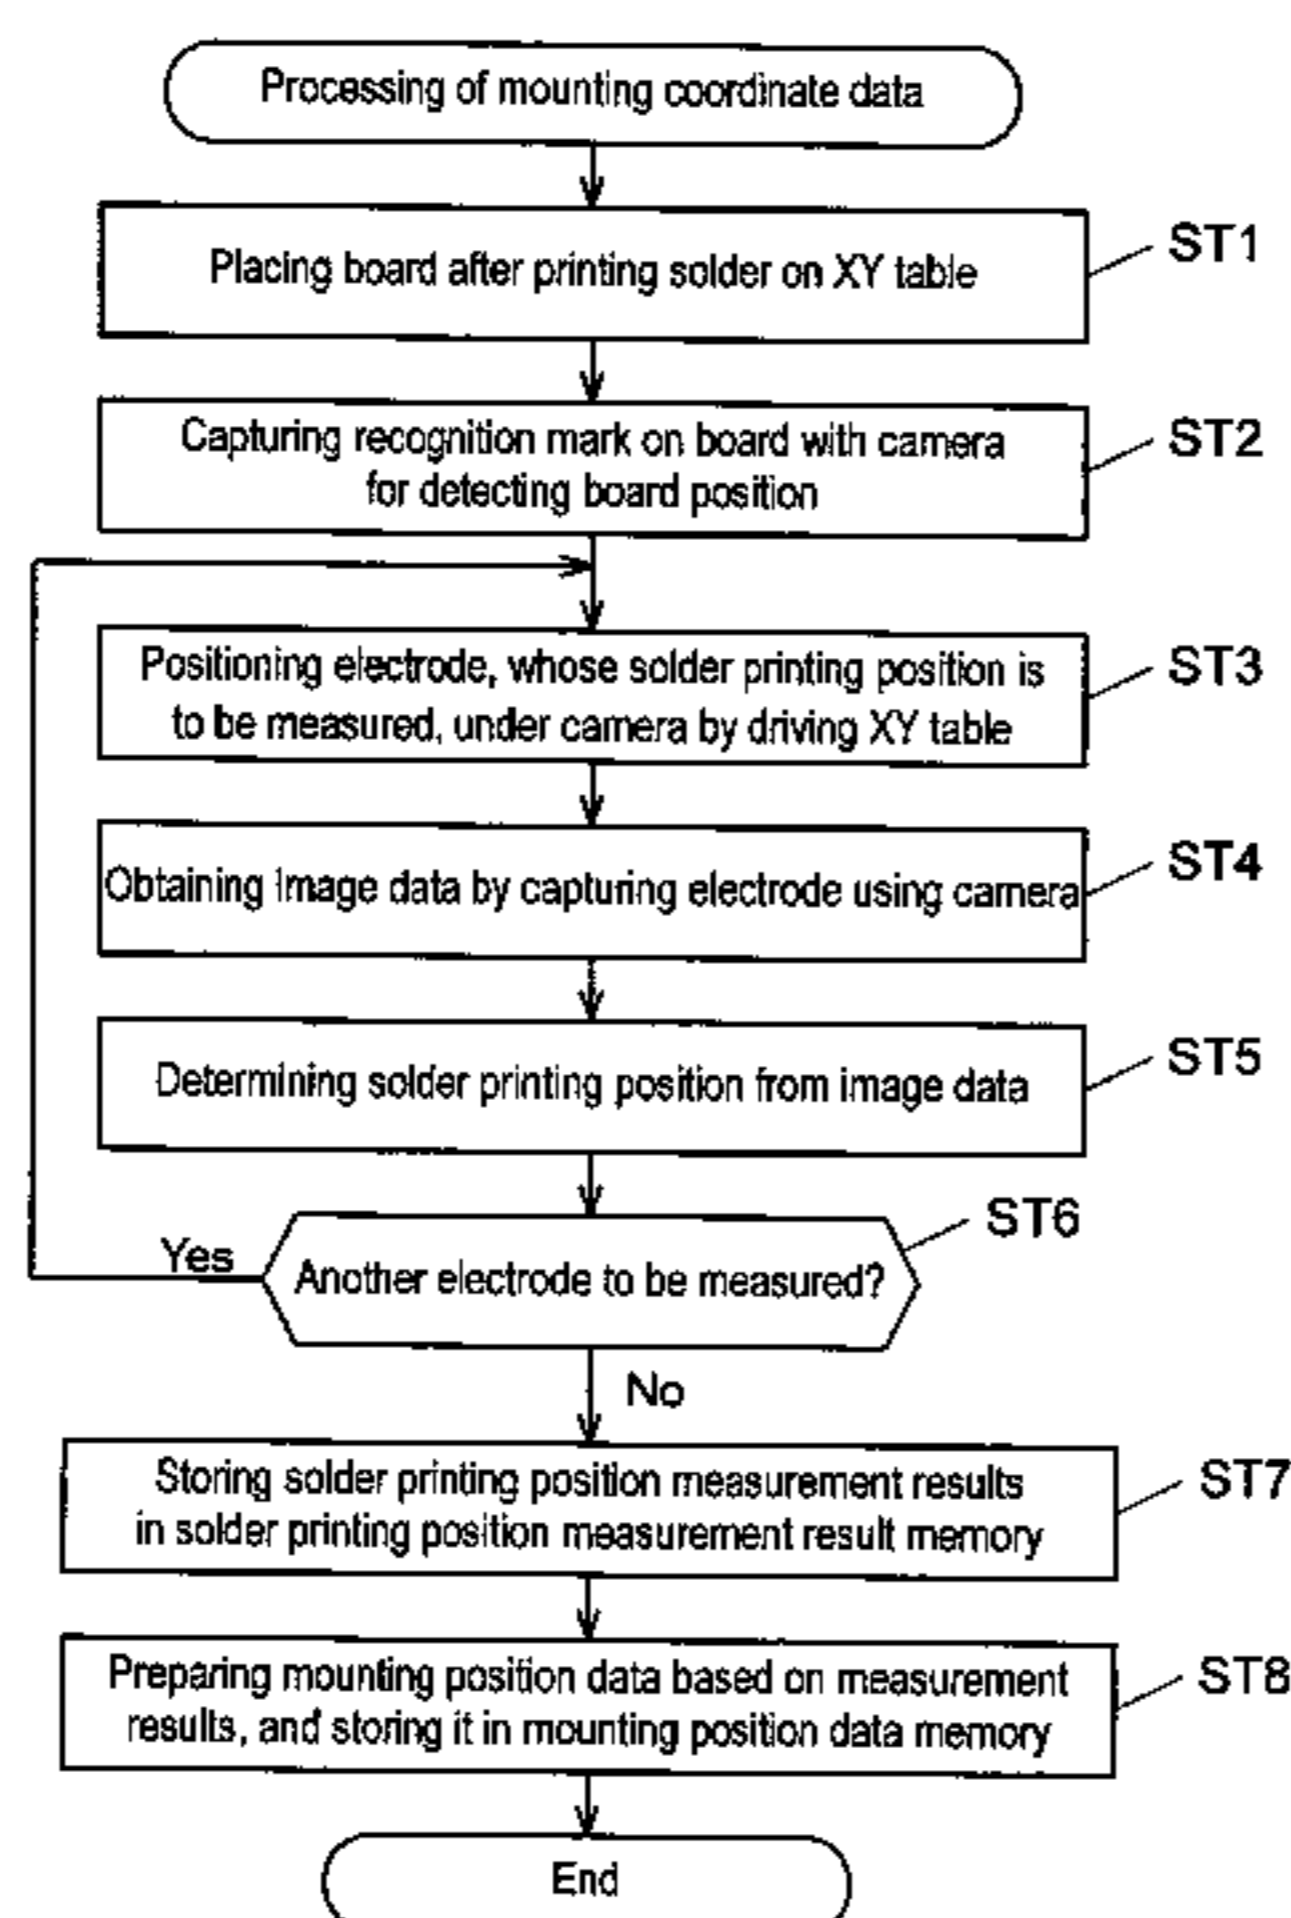 Processing of mounting coordinate data
Placing board after printing solder on XY table
ST1
Capturing recognition mark on board with camera
for detecting board position
ST2
Positioning electrode, whose solder printing position is
to be measured, under camera by driving XY table
ST3
Obtaining image data by capturing electrode using camera
ST4
Determining solder printing position from image data
ST5
Another electrode to be measured?
ST6
Yes
No
Storing solder printing position measurement results
in solder printing position measurement result memory
ST7
Preparing mounting position data based on measurement
results, and storing it in mounting position data memory
ST8
End